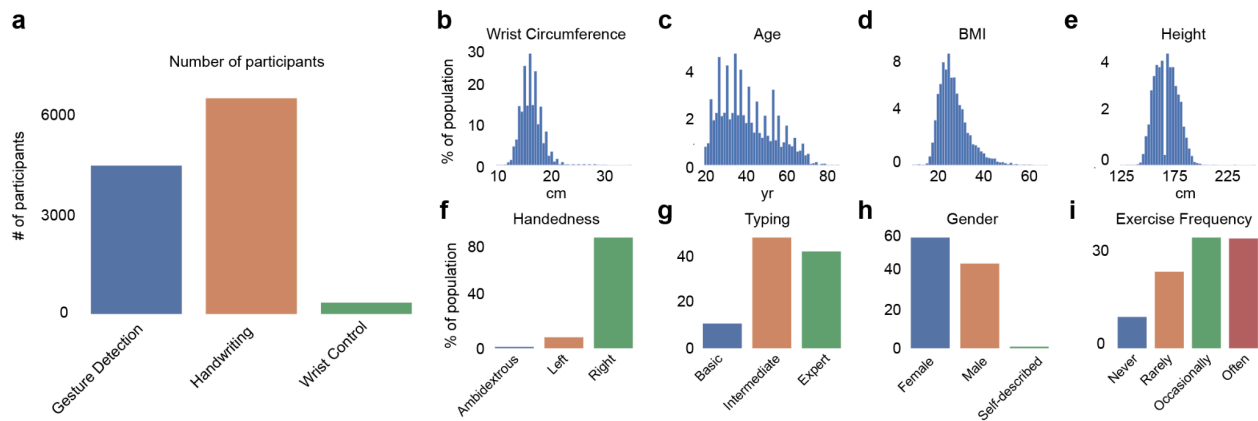 a
Number of participants
# of participants
6000
3000
0
Gesture Detection
Handwriting
Wrist Control
b
Wrist Circumference
% of population
30
20
10
0
10 20 30
cm
c
Age
4
2
0
20 40 60 80
yr
d
BMI
8
4
0
20 40 60
e
Height
4
2
0
125 175 225
cm
f
Handedness
% of population
80
40
0
Ambidextrous
Left
Right
g
Typing
40
20
0
Basic
Intermediate
Expert
h
Gender
60
40
20
0
Female
Male
Self-described
i
Exercise Frequency
30
0
Never
Rarely
Occasionally
Often